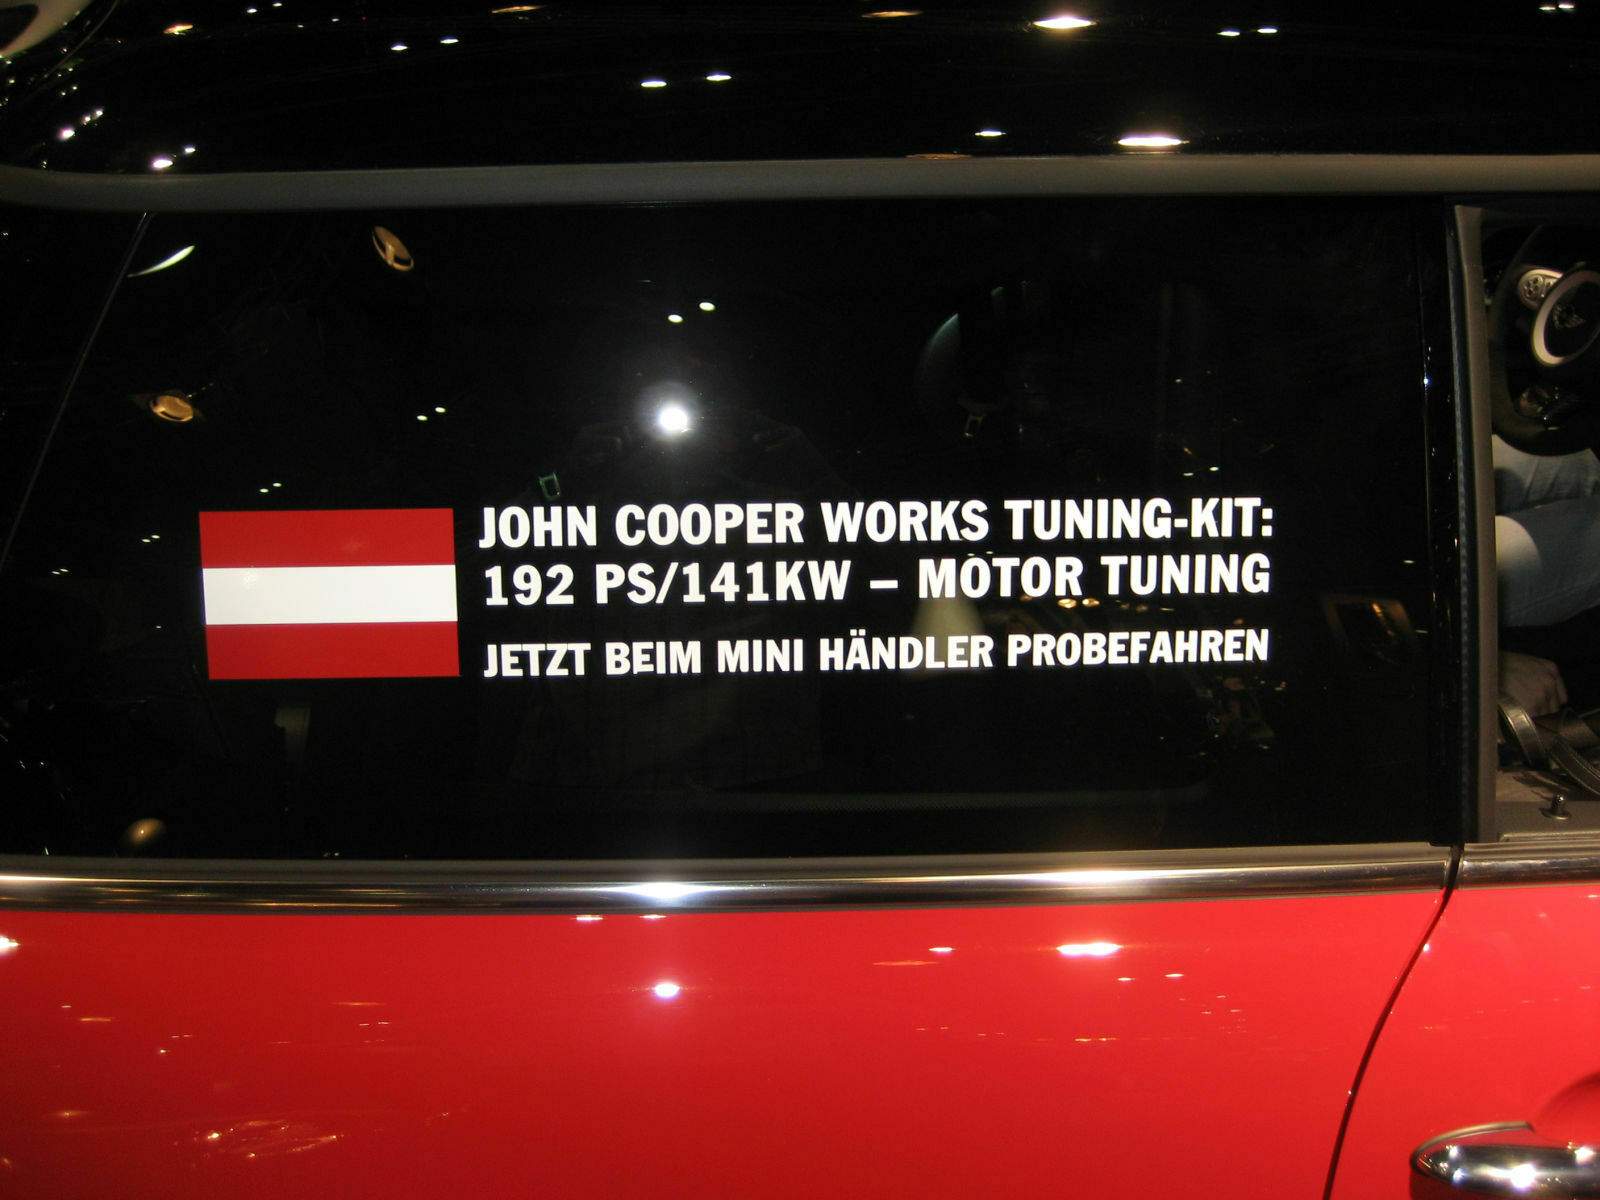 JOHN COOPER WORKS TUNING-KIT:
192 PS/141KW – MOTOR TUNING
JETZT BEIM MINI HÄNDLER PROBEFAHREN